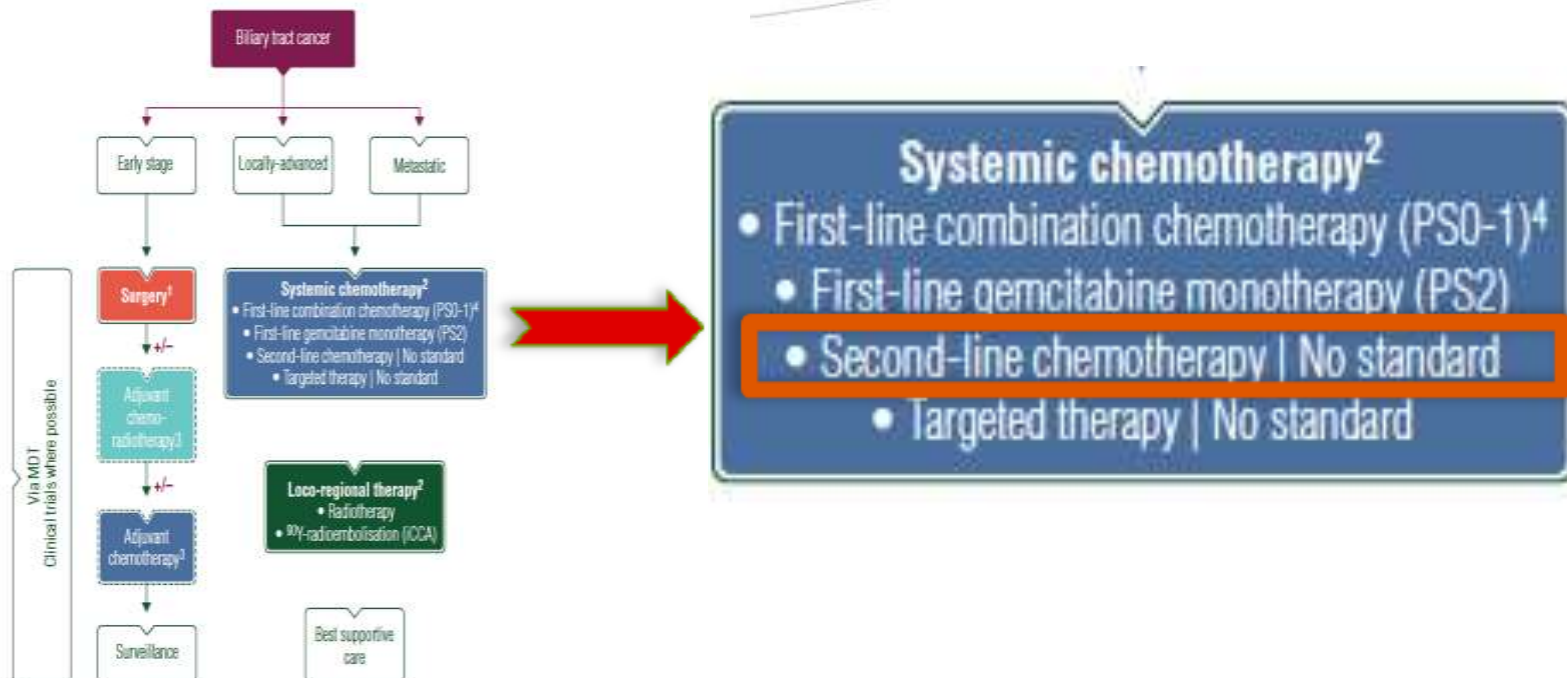 Biliary tract cancer
Early stage
Locally-advanced
Metastatic
Via MDT
Clinical trials where possible
Surgery¹
+/–
Adjuvant
chemo-
radiotherapy³
+/–
Adjuvant
chemotherapy³
Surveillance
Systemic chemotherapy²
• First-line combination chemotherapy (PS0-1)⁴
• First-line gemcitabine monotherapy (PS2)
• Second-line chemotherapy | No standard
• Targeted therapy | No standard
Loco-regional therapy²
• Radiotherapy
• ⁹⁰Y-radioembolisation (iCCA)
Best supportive
care
Systemic chemotherapy²
• First-line combination chemotherapy (PS0-1)⁴
• First-line gemcitabine monotherapy (PS2)
• Second-line chemotherapy | No standard
• Targeted therapy | No standard